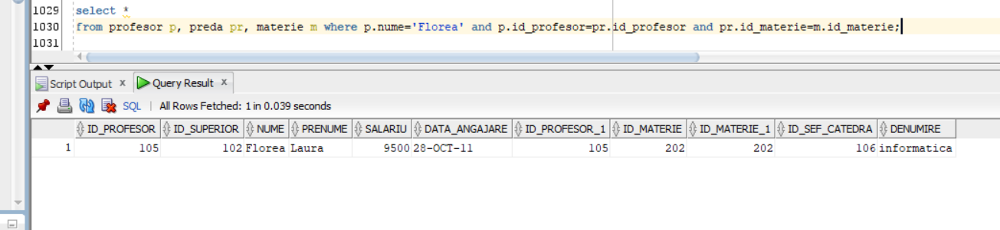 1029 select *
1030 from profesor p, preda pr, materie m where p.nume='Florea' and p.id_profesor=pr.id_profesor and pr.id_materie=m.id_materie;
1031
Script Output x Query Result x
SQL | All Rows Fetched: 1 in 0.039 seconds
ID_PROFESOR ID_SUPERIOR NUME PRENUME SALARIU DATA_ANGAJARE ID_PROFESOR_1 ID_MATERIE ID_MATERIE_1 ID_SEF_CATEDRA DENUMIRE
1 105 102 Florea Laura 9500 28-OCT-11 105 202 202 106 informatica